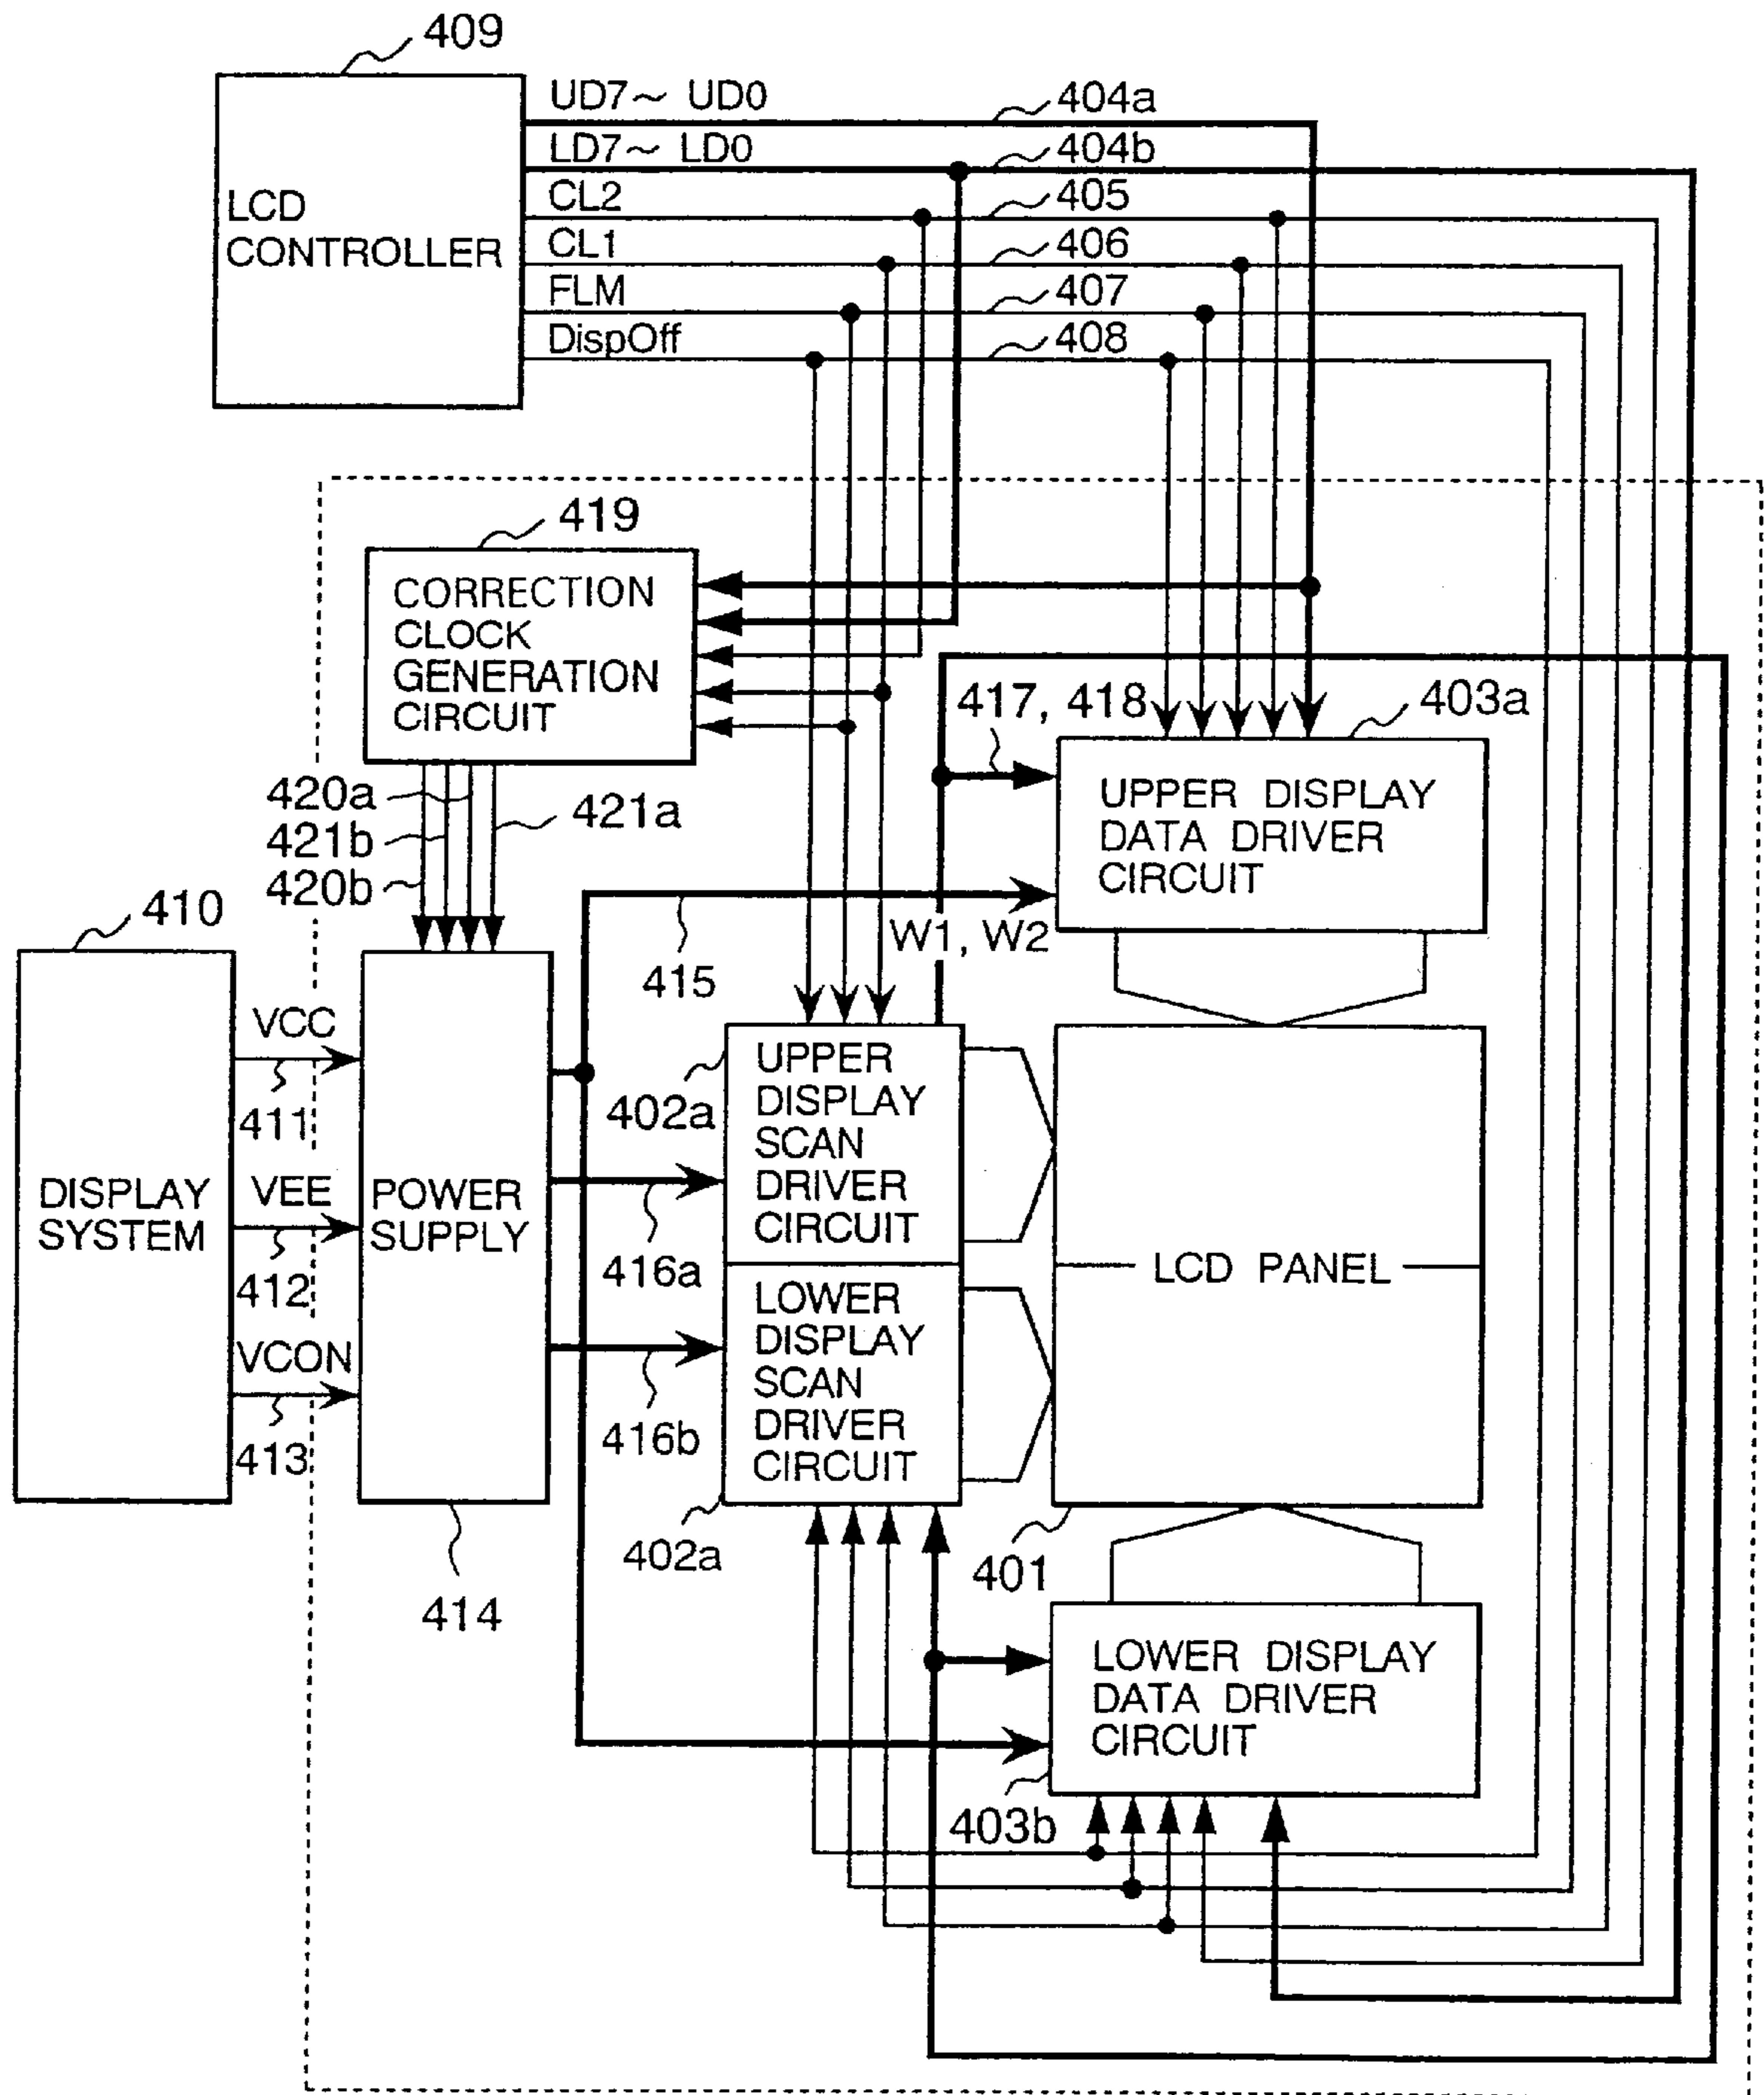 409
UD7~ UD0
404a
LD7~ LD0
404b
CL2
405
CL1
406
FLM
407
DispOff
408
LCD
CONTROLLER
419
CORRECTION
CLOCK
GENERATION
CIRCUIT
417, 418
403a
UPPER DISPLAY
DATA DRIVER
CIRCUIT
420a
421b
420b
421a
410
415
W1, W2
DISPLAY
SYSTEM
VCC
411
VEE
412
VCON
413
POWER
SUPPLY
414
402a
UPPER
DISPLAY
SCAN
DRIVER
CIRCUIT
416a
LOWER
DISPLAY
SCAN
DRIVER
CIRCUIT
416b
402a
LCD PANEL
401
LOWER DISPLAY
DATA DRIVER
CIRCUIT
403b